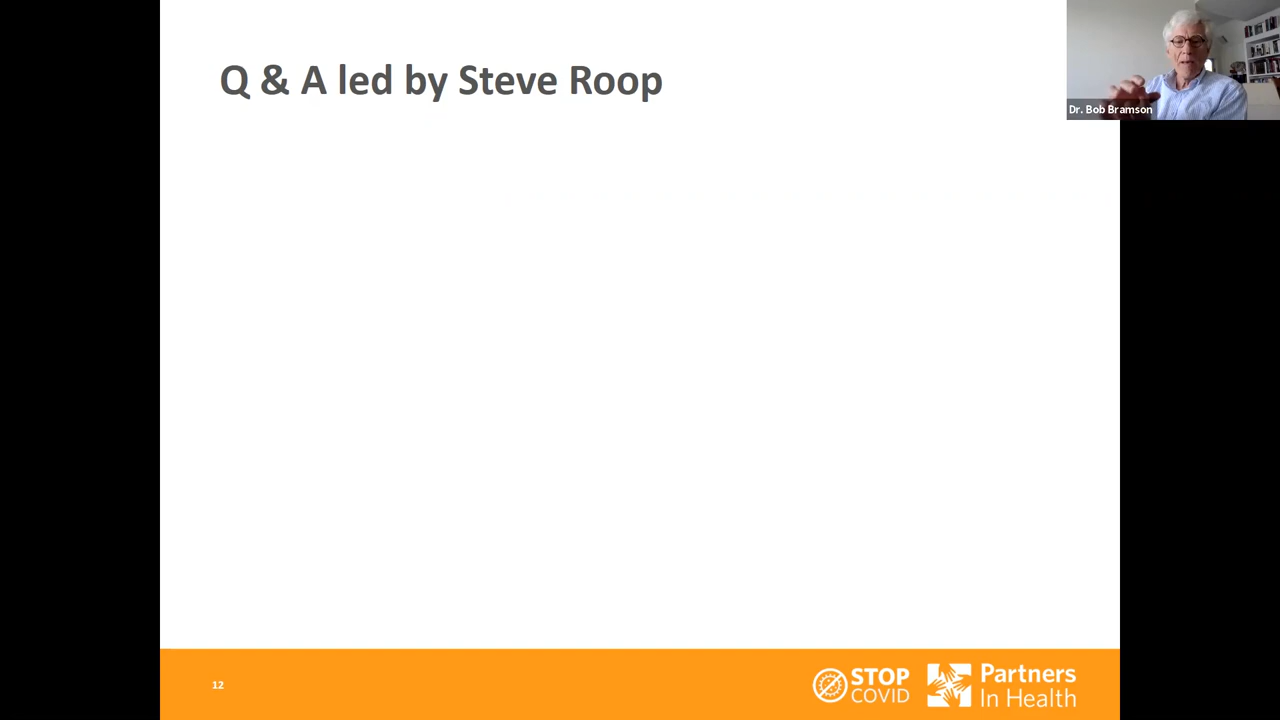 Q & A led by Steve Roop
Dr. Bob Bramson
12
STOP
COVID
Partners
In Health